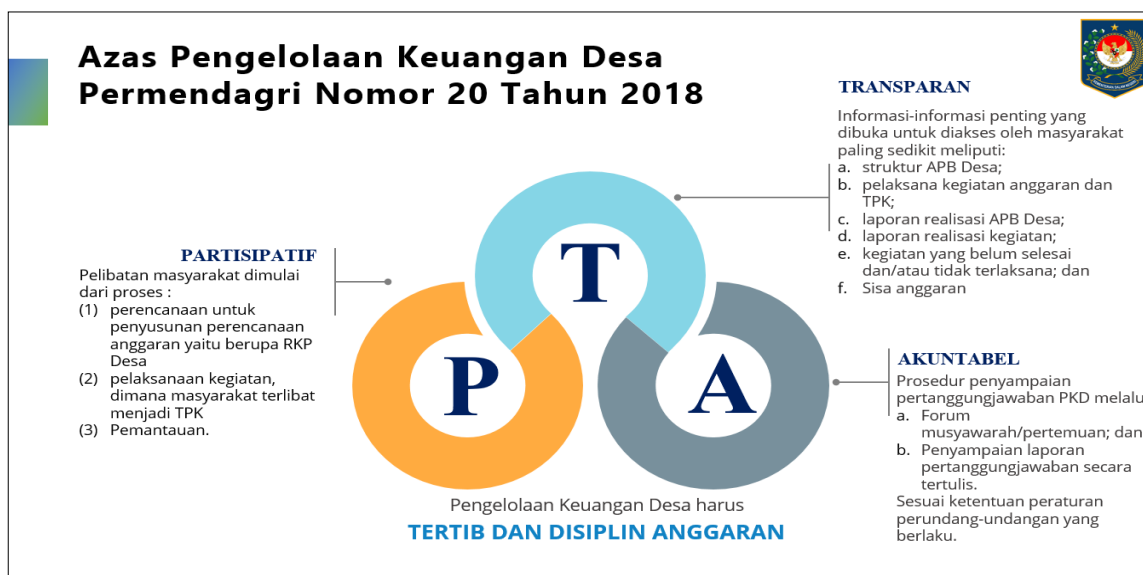 Azas Pengelolaan Keuangan Desa
Permendagri Nomor 20 Tahun 2018
TRANSPARAN
Informasi-informasi penting yang
dibuka untuk diakses oleh masyarakat
paling sedikit meliputi:
a. struktur APB Desa;
b. pelaksana kegiatan anggaran dan
TPK;
c. laporan realisasi APB Desa;
d. laporan realisasi kegiatan;
e. kegiatan yang belum selesai
dan/atau tidak terlaksana; dan
f. Sisa anggaran
PARTISIPATIF
Pelibatan masyarakat dimulai
dari proses :
(1) perencanaan untuk
penyusunan perencanaan
anggaran yaitu berupa RKP
Desa
(2) pelaksanaan kegiatan,
dimana masyarakat terlibat
menjadi TPK
(3) Pemantauan.
P
T
A
AKUNTABEL
Prosedur penyampaian
pertanggungjawaban PKD melalu
a. Forum
musyawarah/pertemuan; dan
b. Penyampaian laporan
pertanggungjawaban secara
tertulis.
Sesuai ketentuan peraturan
perundang-undangan yang
berlaku.
Pengelolaan Keuangan Desa harus
TERTIB DAN DISIPLIN ANGGARAN